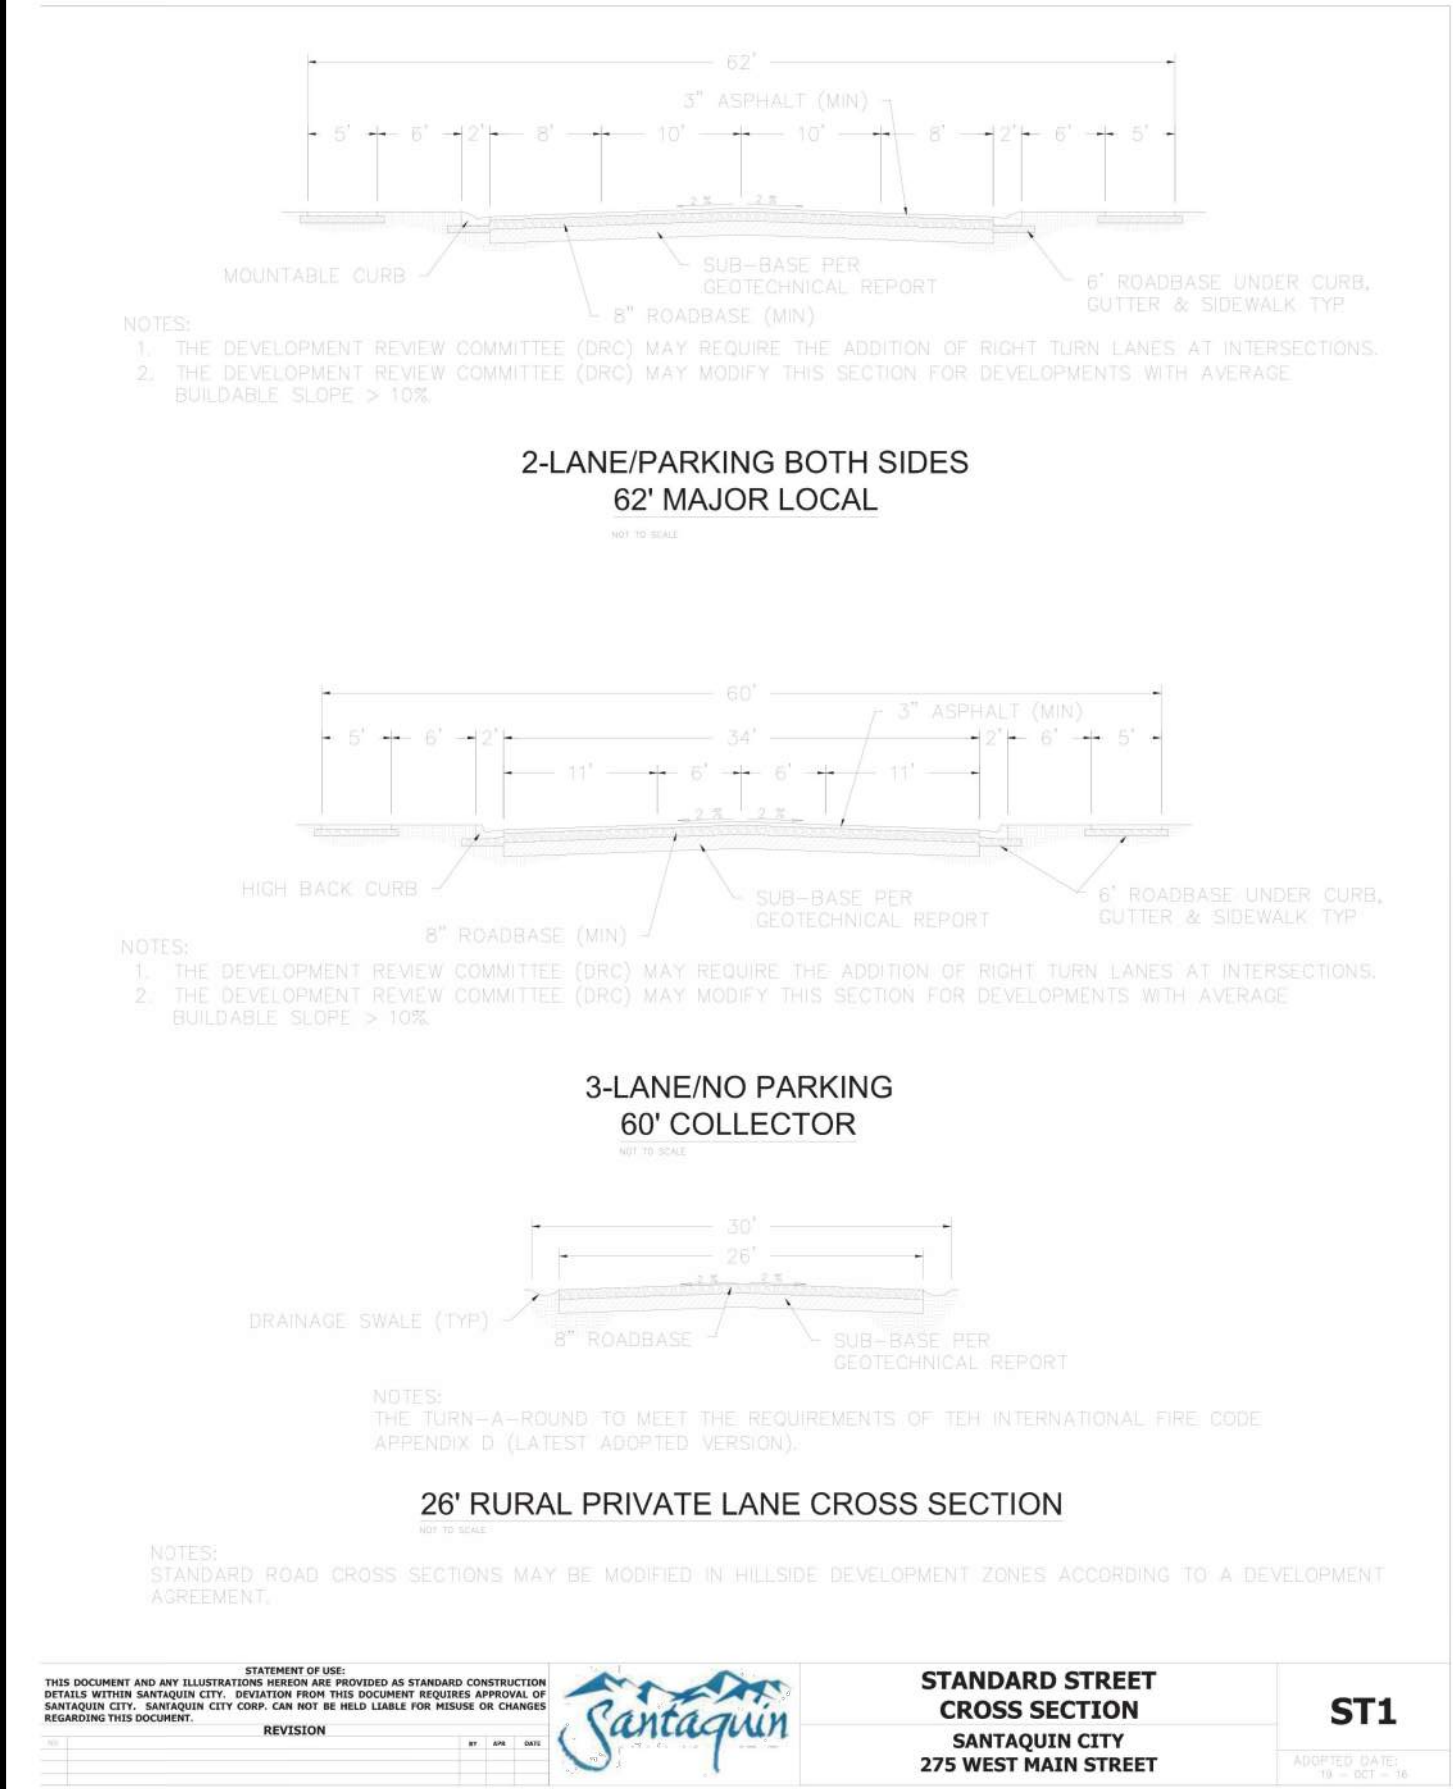 62'
3" ASPHALT (MIN)
5' 6' 2' 8' 10' 10' 8' 2' 6' 5'
2% 2%
MOUNTABLE CURB
SUB-BASE PER
GEOTECHNICAL REPORT
6' ROADBASE UNDER CURB,
GUTTER & SIDEWALK TYP
8" ROADBASE (MIN)
NOTES:
1. THE DEVELOPMENT REVIEW COMMITTEE (DRC) MAY REQUIRE THE ADDITION OF RIGHT TURN LANES AT INTERSECTIONS.
2. THE DEVELOPMENT REVIEW COMMITTEE (DRC) MAY MODIFY THIS SECTION FOR DEVELOPMENTS WITH AVERAGE
BUILDABLE SLOPE > 10%.
2-LANE/PARKING BOTH SIDES
62' MAJOR LOCAL
NOT TO SCALE
60'
3" ASPHALT (MIN)
5' 6' 2' 34' 2' 6' 5'
11' 6' 6' 11'
2% 2%
HIGH BACK CURB
SUB-BASE PER
GEOTECHNICAL REPORT
6' ROADBASE UNDER CURB,
GUTTER & SIDEWALK TYP
8" ROADBASE (MIN)
NOTES:
1. THE DEVELOPMENT REVIEW COMMITTEE (DRC) MAY REQUIRE THE ADDITION OF RIGHT TURN LANES AT INTERSECTIONS.
2. THE DEVELOPMENT REVIEW COMMITTEE (DRC) MAY MODIFY THIS SECTION FOR DEVELOPMENTS WITH AVERAGE
BUILDABLE SLOPE > 10%.
3-LANE/NO PARKING
60' COLLECTOR
NOT TO SCALE
30'
26'
2% 2%
DRAINAGE SWALE (TYP)
8" ROADBASE
SUB-BASE PER
GEOTECHNICAL REPORT
NOTES:
THE TURN-A-ROUND TO MEET THE REQUIREMENTS OF TEH INTERNATIONAL FIRE CODE
APPENDIX D (LATEST ADOPTED VERSION).
26' RURAL PRIVATE LANE CROSS SECTION
NOT TO SCALE
NOTES:
STANDARD ROAD CROSS SECTIONS MAY BE MODIFIED IN HILLSIDE DEVELOPMENT ZONES ACCORDING TO A DEVELOPMENT
AGREEMENT.
STATEMENT OF USE:
THIS DOCUMENT AND ANY ILLUSTRATIONS HEREON ARE PROVIDED AS STANDARD CONSTRUCTION
DETAILS WITHIN SANTAQUIN CITY. DEVIATION FROM THIS DOCUMENT REQUIRES APPROVAL OF
SANTAQUIN CITY. SANTAQUIN CITY CORP. CAN NOT BE HELD LIABLE FOR MISUSE OR CHANGES
REGARDING THIS DOCUMENT.
REVISION
NO BY APR DATE
Santaquin
STANDARD STREET
CROSS SECTION
SANTAQUIN CITY
275 WEST MAIN STREET
ST1
ADOPTED DATE:
19 - OCT - 16